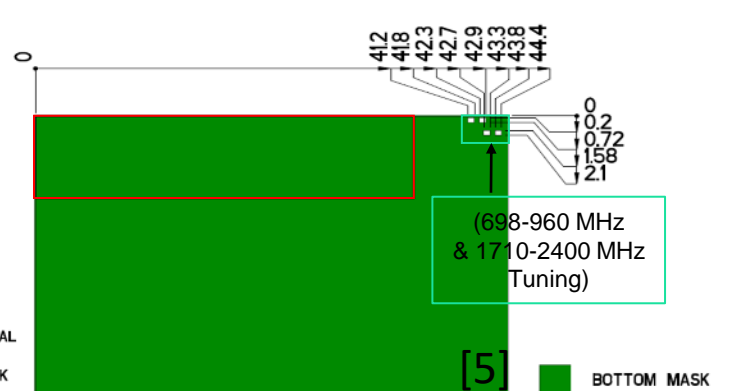 0
41.2
41.8
42.3
42.7
42.9
43.3
43.8
44.4
0
0.2
0.72
1.58
2.1
(698-960 MHz
& 1710-2400 MHz
Tuning)
AL
K
[5]
BOTTOM MASK